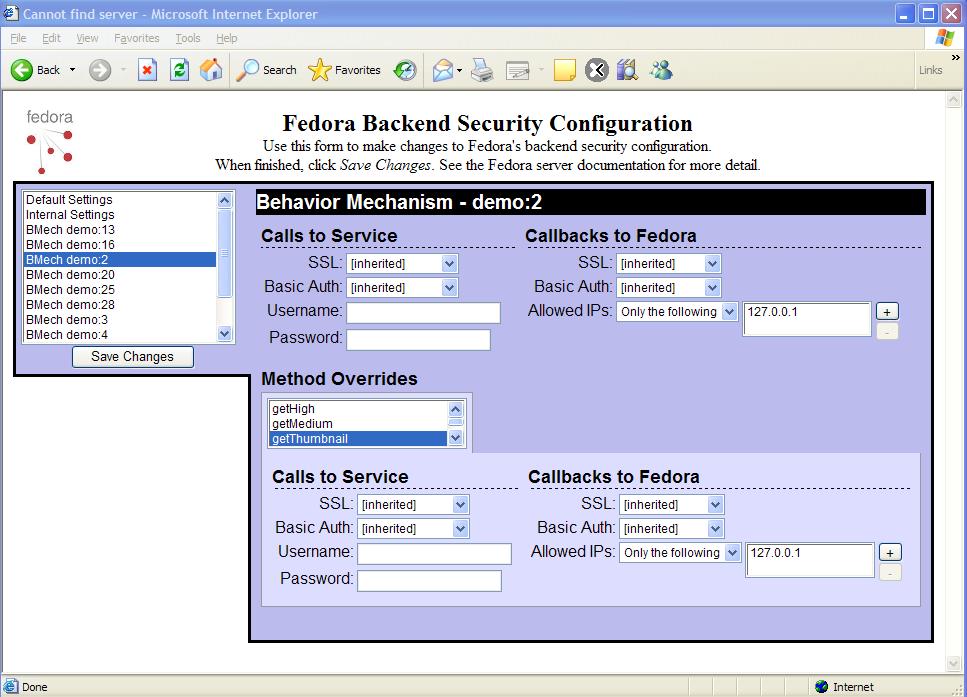 Cannot find server - Microsoft Internet Explorer
File Edit View Favorites Tools Help
Back Search Favorites Links »
fedora
Fedora Backend Security Configuration
Use this form to make changes to Fedora's backend security configuration.
When finished, click Save Changes. See the Fedora server documentation for more detail.
Default Settings
Internal Settings
BMech demo:13
BMech demo:16
BMech demo:2
BMech demo:20
BMech demo:25
BMech demo:28
BMech demo:3
BMech demo:4
Save Changes
Behavior Mechanism - demo:2
Calls to Service
SSL: [inherited]
Basic Auth: [inherited]
Username:
Password:
Callbacks to Fedora
SSL: [inherited]
Basic Auth: [inherited]
Allowed IPs: Only the following 127.0.0.1 +
-
Method Overrides
getHigh
getMedium
getThumbnail
Calls to Service
SSL: [inherited]
Basic Auth: [inherited]
Username:
Password:
Callbacks to Fedora
SSL: [inherited]
Basic Auth: [inherited]
Allowed IPs: Only the following 127.0.0.1 +
-
Done Internet